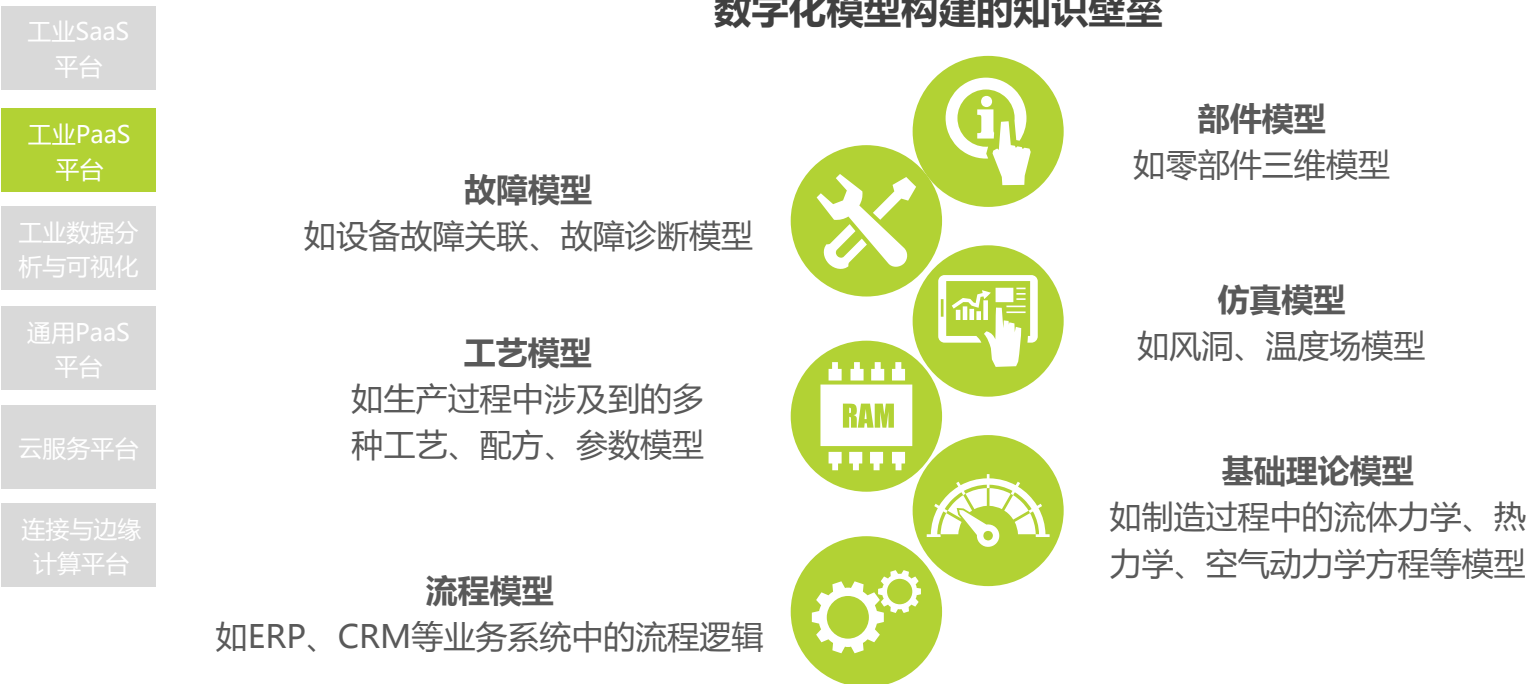 数字化模型构建的知识壁垒
工业SaaS
平台
工业PaaS
平台
工业数据分
析与可视化
通用PaaS
平台
云服务平台
连接与边缘
计算平台
部件模型
如零部件三维模型
故障模型
如设备故障关联、故障诊断模型
仿真模型
如风洞、温度场模型
工艺模型
如生产过程中涉及到的多
种工艺、配方、参数模型
RAM
基础理论模型
如制造过程中的流体力学、热
力学、空气动力学方程等模型
流程模型
如ERP、CRM等业务系统中的流程逻辑